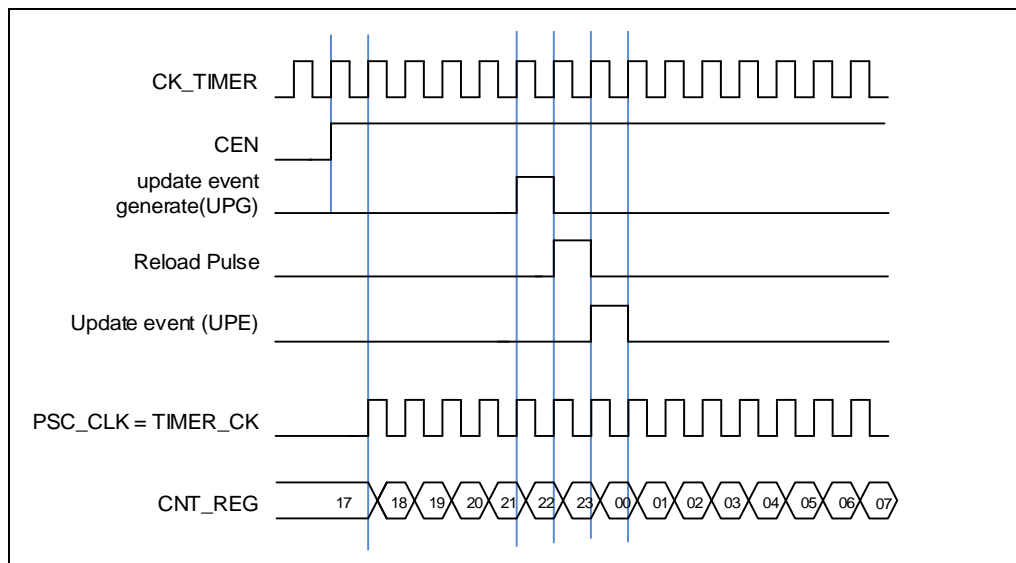 CK_TIMER
CEN
update event
generate(UPG)
Reload Pulse
Update event (UPE)
PSC_CLK = TIMER_CK
CNT_REG 17 18 19 20 21 22 23 00 01 02 03 04 05 06 07